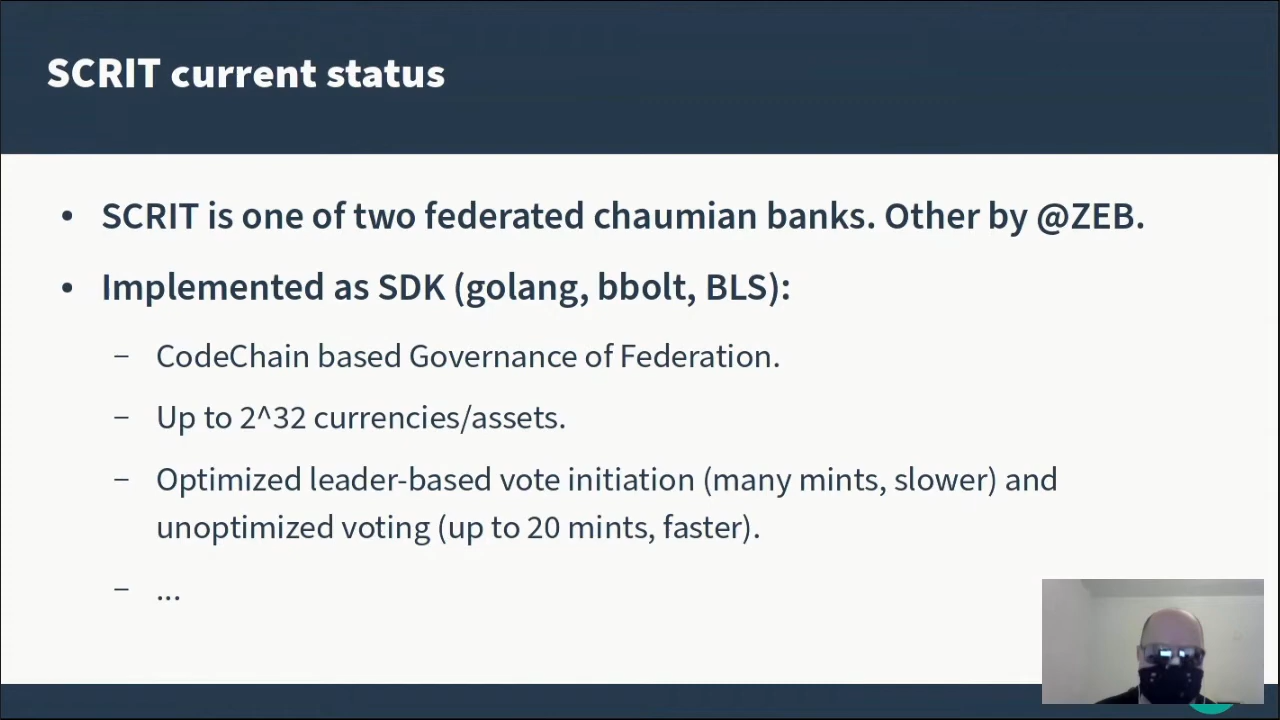 SCRIT current status
• SCRIT is one of two federated chaumian banks. Other by @ZEB.
• Implemented as SDK (golang, bbolt, BLS):
– CodeChain based Governance of Federation.
– Up to 2^32 currencies/assets.
– Optimized leader-based vote initiation (many mints, slower) and
unoptimized voting (up to 20 mints, faster).
– ...